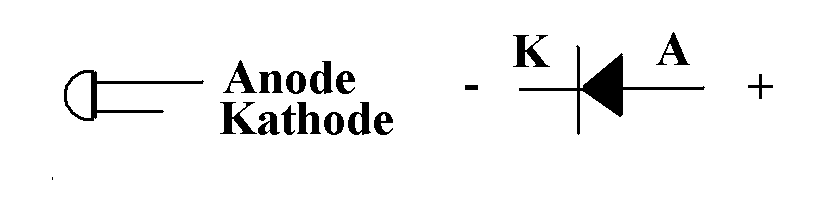 Anode
Kathode
- K A +